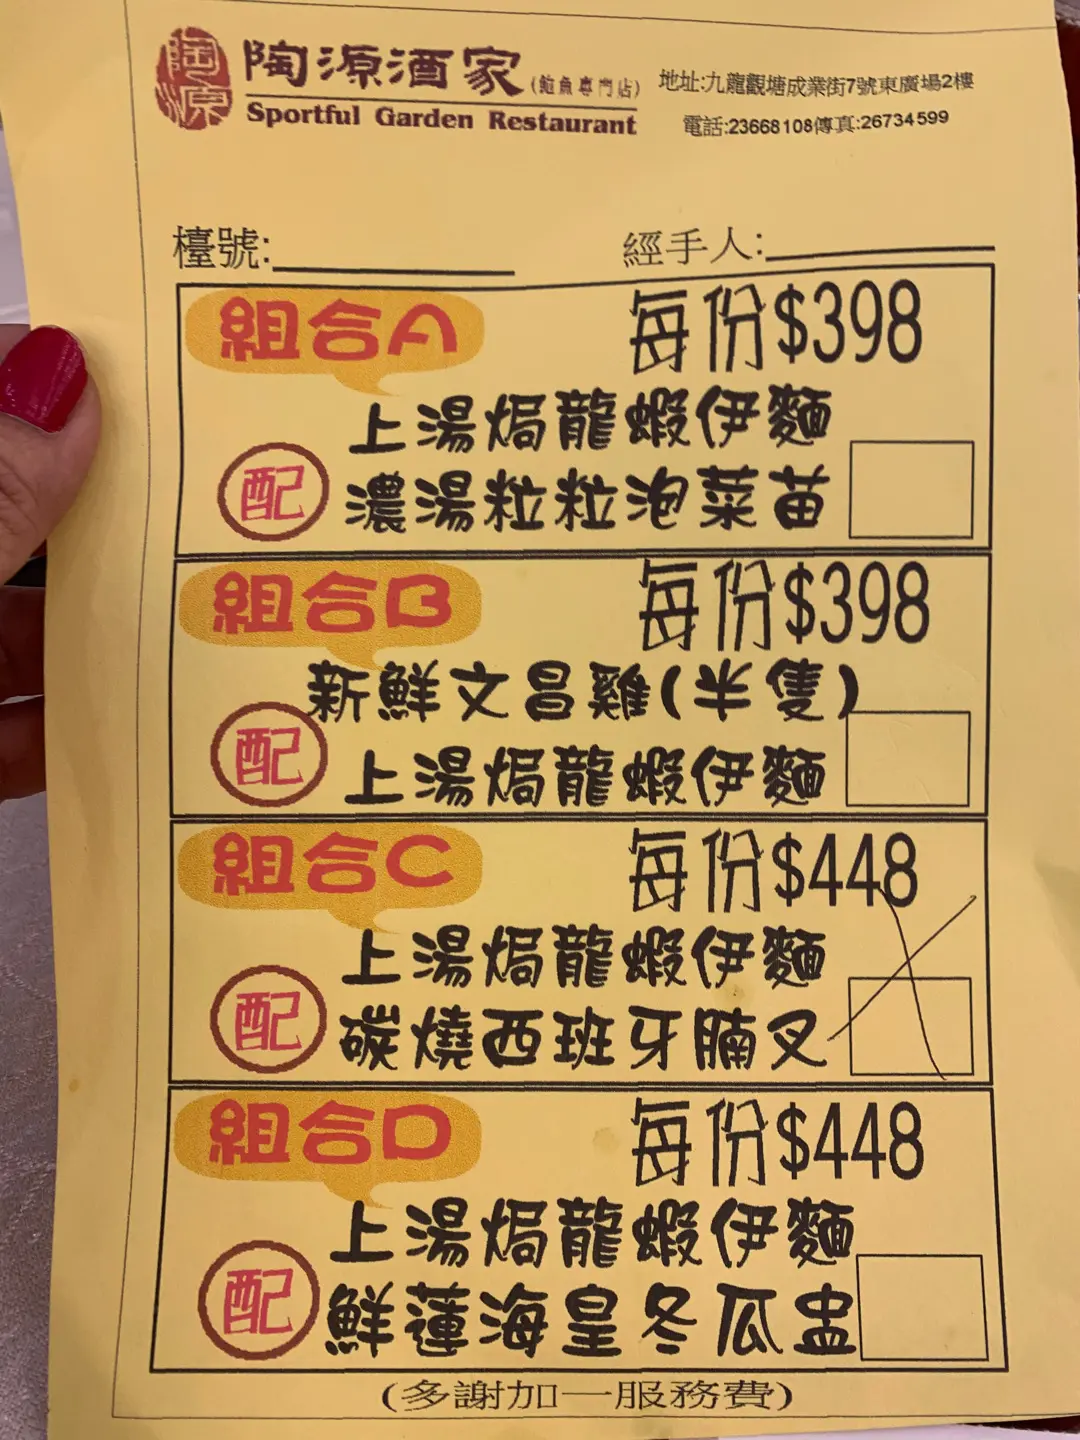 陶源
陶源酒家(鮑魚專門店)
Sportful Garden Restaurant
地址:九龍觀塘成業街7號東廣場2樓
電話:23668108傳真:26734599
檯號:
經手人:
組合A
每份$398
上湯焗龍蝦伊麵
配
濃湯粒粒泡菜苗
組合B
每份$398
新鮮文昌雞(半隻)
配
上湯焗龍蝦伊麵
組合C
每份$448
上湯焗龍蝦伊麵
配
碳燒西班牙腩叉
組合D
每份$448
上湯焗龍蝦伊麵
配
鮮蓮海皇冬瓜盅
(多謝加一服務費)